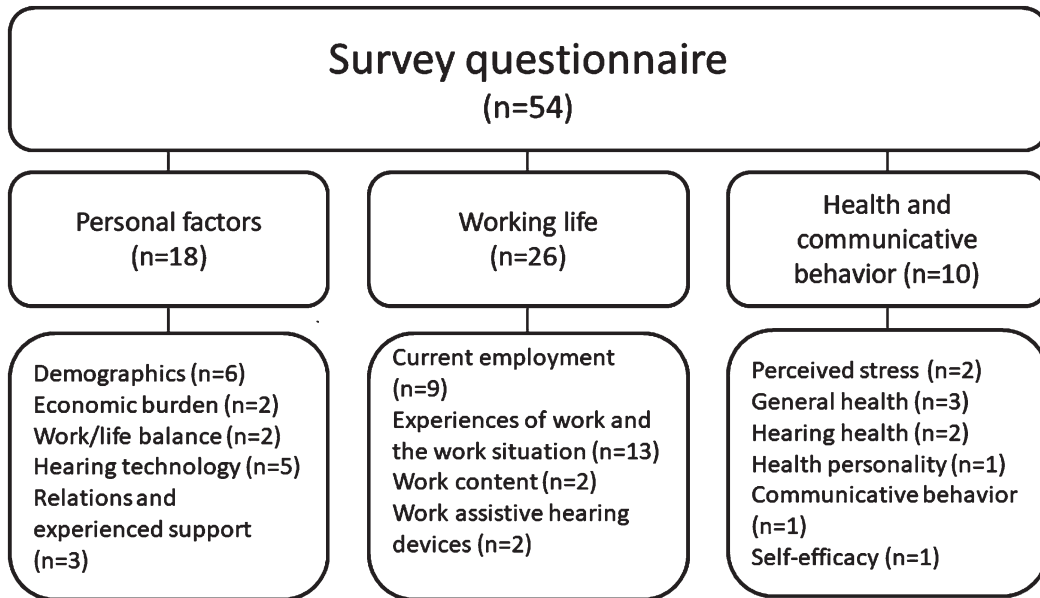 Survey questionnaire
(n=54)
Personal factors
(n=18)
Working life
(n=26)
Health and
communicative
behavior (n=10)
Demographics (n=6)
Economic burden (n=2)
Work/life balance (n=2)
Hearing technology (n=5)
Relations and
experienced support
(n=3)
Current employment
(n=9)
Experiences of work and
the work situation (n=13)
Work content (n=2)
Work assistive hearing
devices (n=2)
Perceived stress (n=2)
General health (n=3)
Hearing health (n=2)
Health personality (n=1)
Communicative behavior
(n=1)
Self-efficacy (n=1)